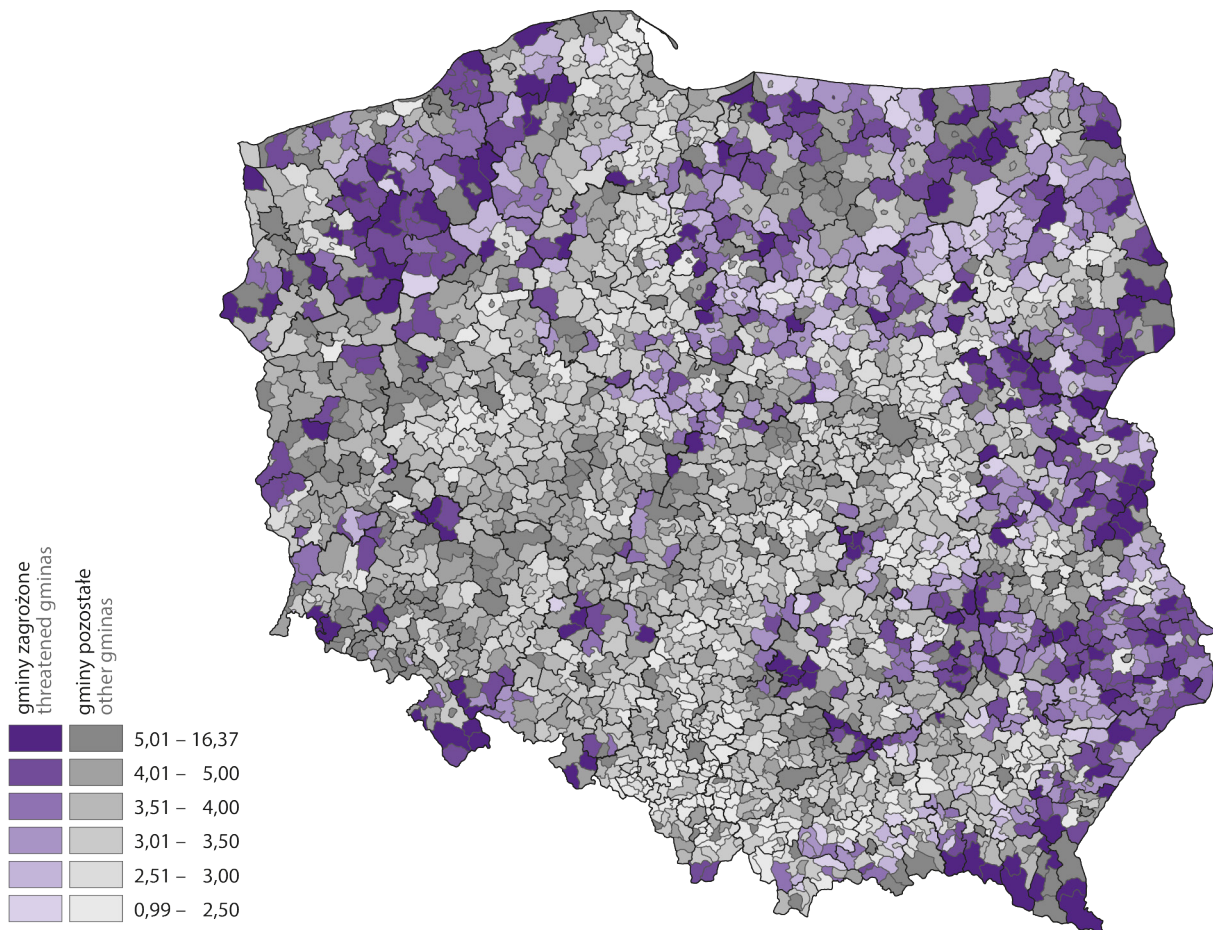 gminy zagrożone
threatened gminas
gminy pozostałe
other gminas
5,01 – 16,37
4,01 – 5,00
3,51 – 4,00
3,01 – 3,50
2,51 – 3,00
0,99 – 2,50